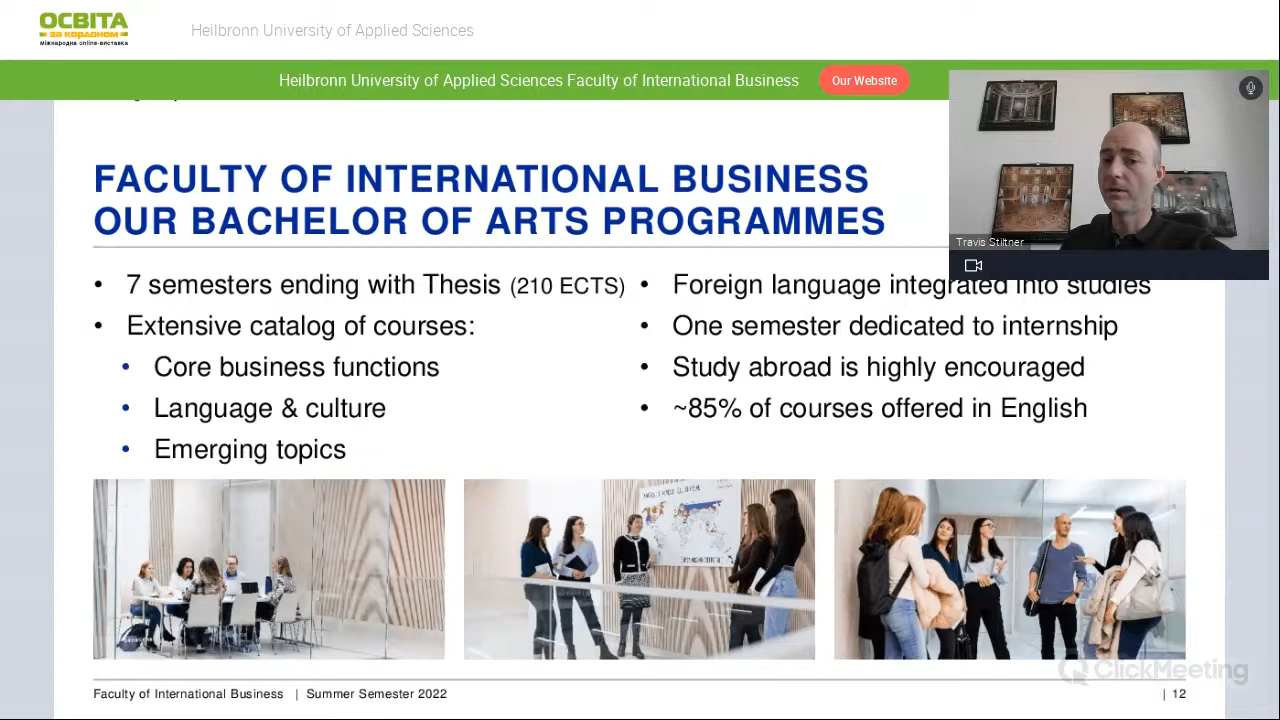 ОСВІТА
за кордоном
міжнародна online-виставка
Heilbronn University of Applied Sciences
Heilbronn University of Applied Sciences Faculty of International Business
Our Website
Travis Stiltner
FACULTY OF INTERNATIONAL BUSINESS
OUR BACHELOR OF ARTS PROGRAMMES
• 7 semesters ending with Thesis (210 ECTS)
• Extensive catalog of courses:
• Core business functions
• Language & culture
• Emerging topics
• Foreign language integrated into studies
• One semester dedicated to internship
• Study abroad is highly encouraged
• ~85% of courses offered in English
ClickMeeting
Faculty of International Business | Summer Semester 2022
| 12